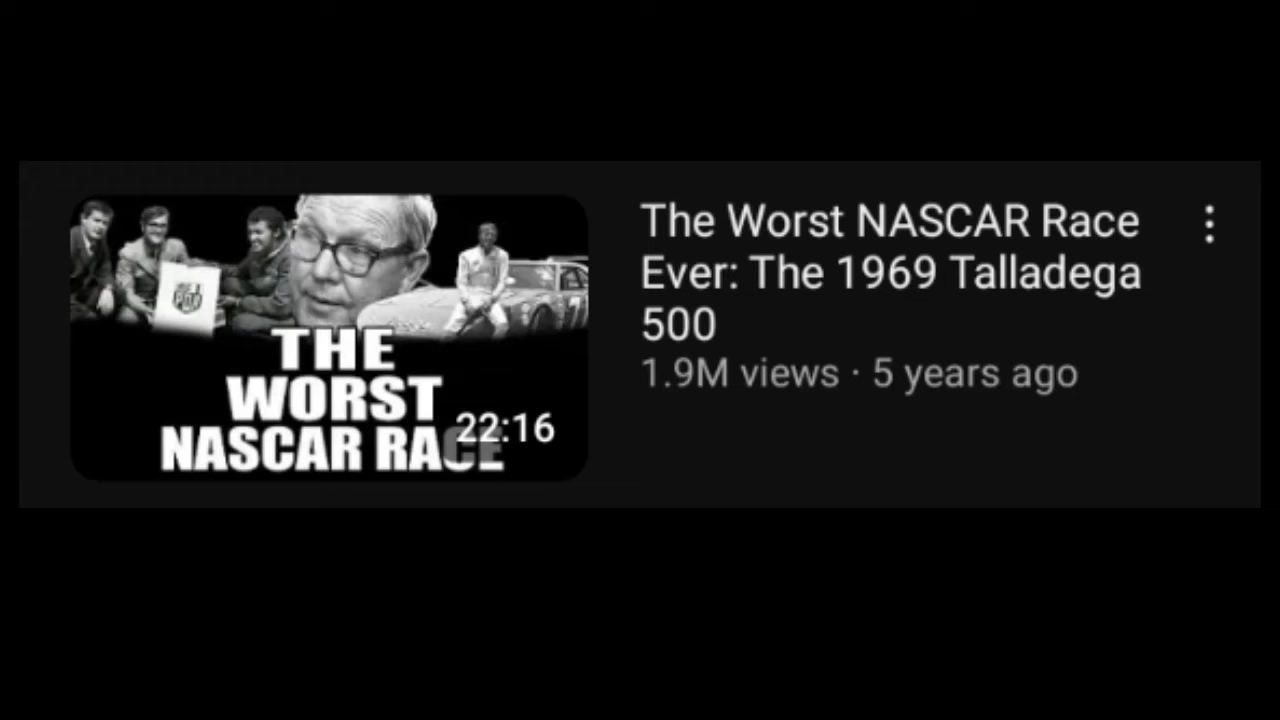 THE
WORST
NASCAR RACE
22:16
The Worst NASCAR Race
Ever: The 1969 Talladega
500
1.9M views · 5 years ago